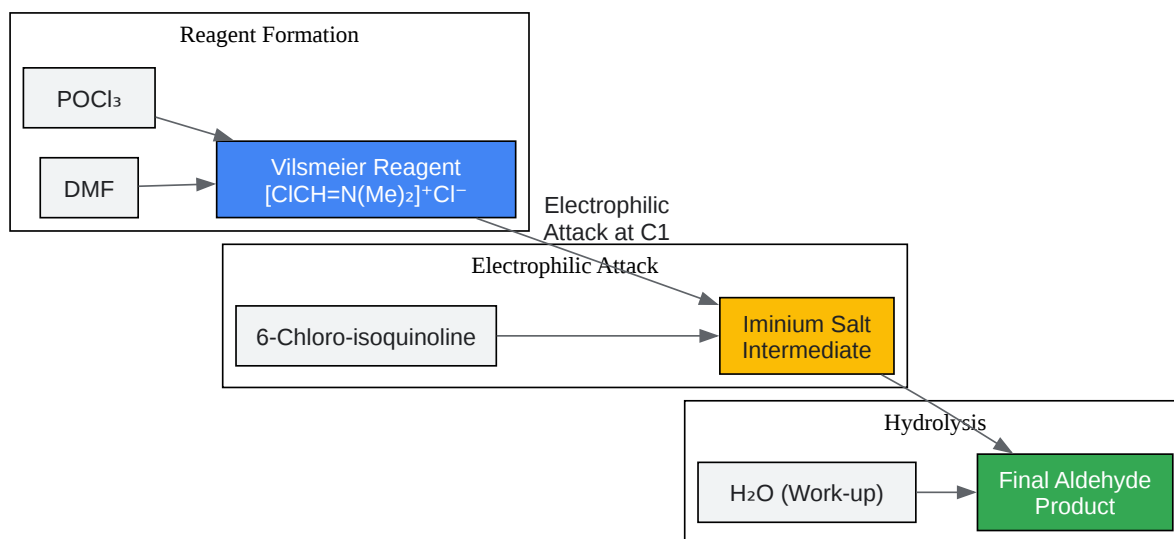 Reagent Formation
POCl₃
DMF
Vilsmeier Reagent
[ClCH=N(Me)₂]⁺Cl⁻
Electrophilic
Attack at C1
Electrophilic Attack
6-Chloro-isoquinoline
Iminium Salt
Intermediate
Hydrolysis
H₂O (Work-up)
Final Aldehyde
Product